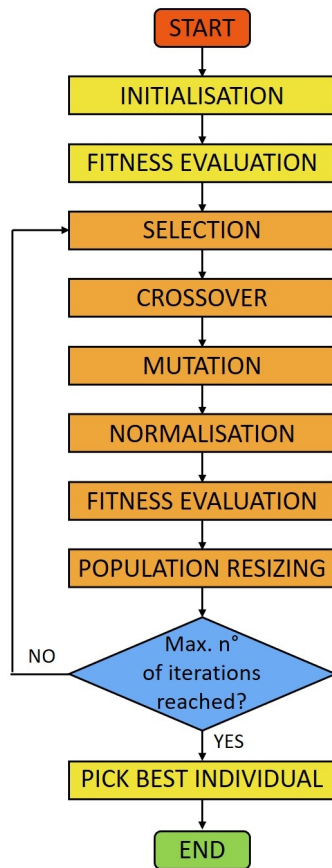 START
INITIALISATION
FITNESS EVALUATION
SELECTION
CROSSOVER
MUTATION
NORMALISATION
FITNESS EVALUATION
POPULATION RESIZING
Max. n°
of iterations
reached?
NO
YES
PICK BEST INDIVIDUAL
END